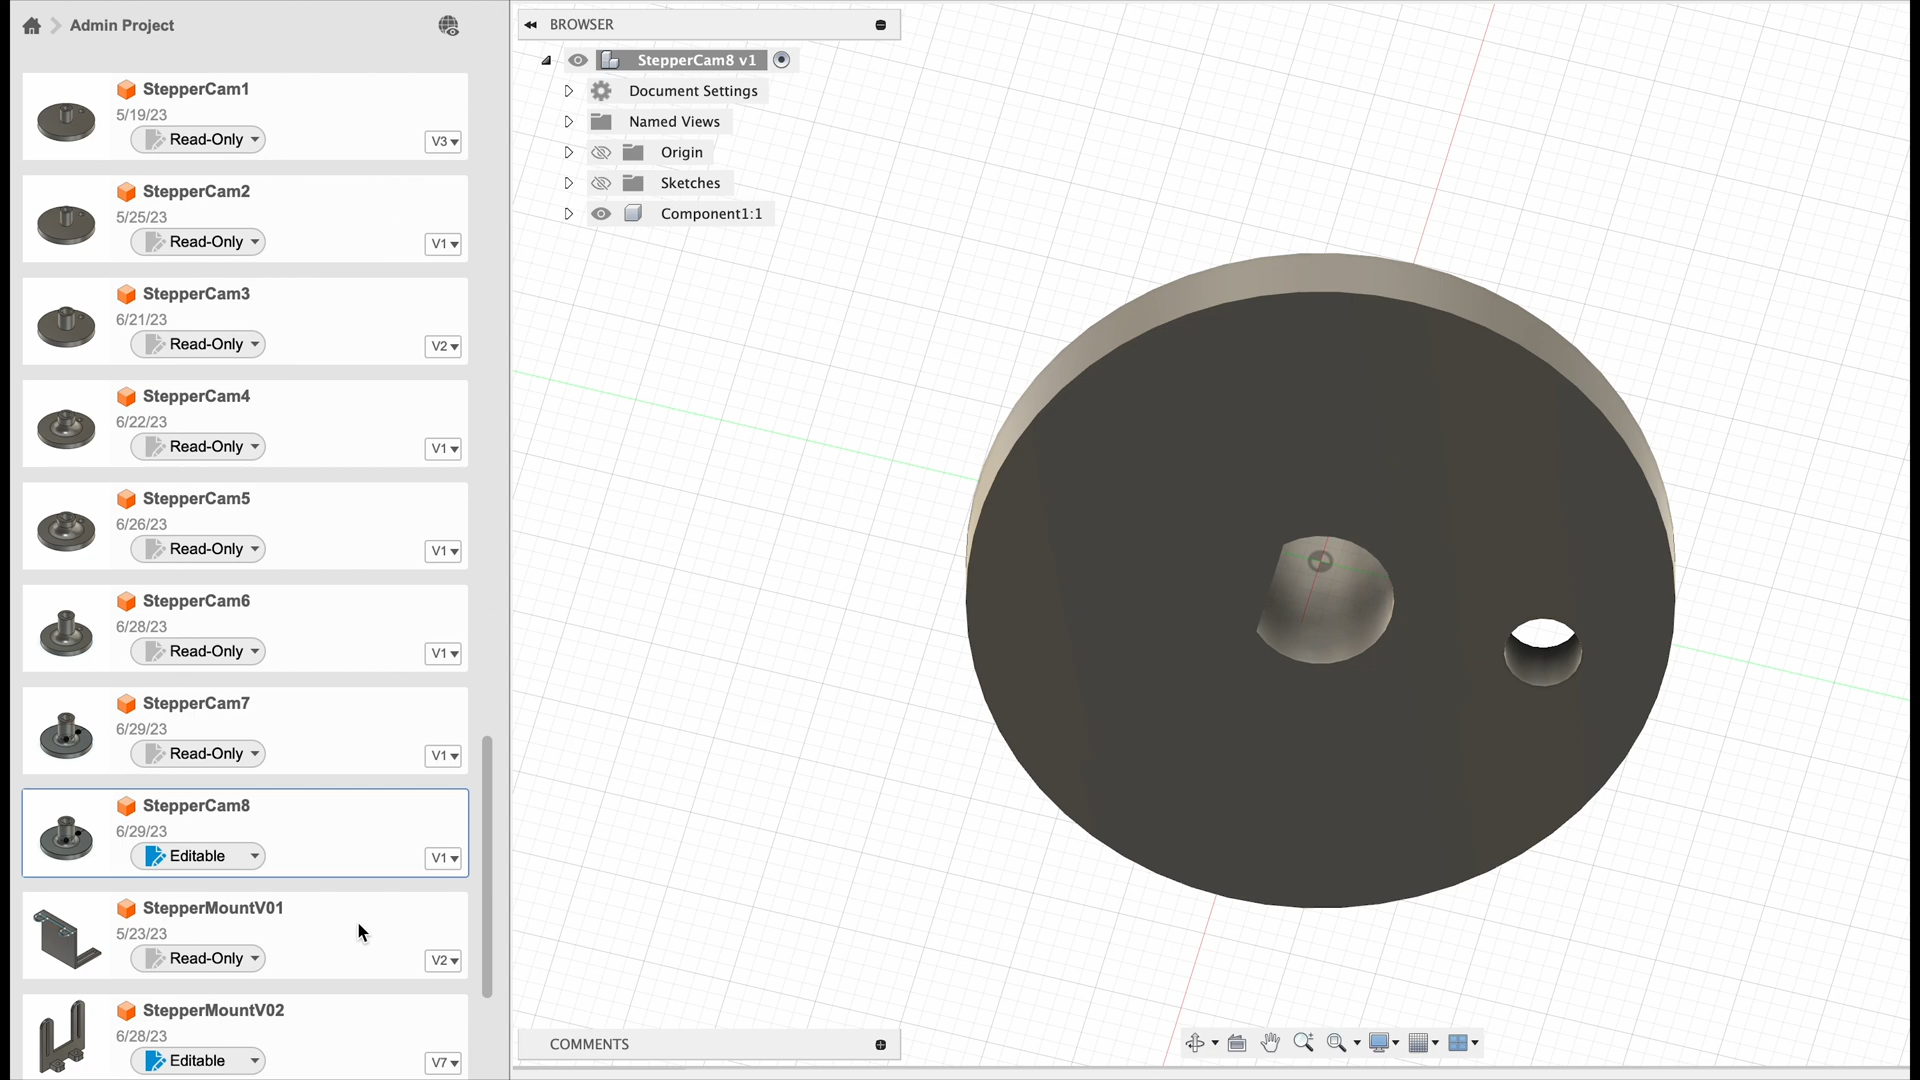 Admin Project
StepperCam1
5/19/23
Read-Only
V3
StepperCam2
5/25/23
Read-Only
V1
StepperCam3
6/21/23
Read-Only
V2
StepperCam4
6/22/23
Read-Only
V1
StepperCam5
6/26/23
Read-Only
V1
StepperCam6
6/28/23
Read-Only
V1
StepperCam7
6/29/23
Read-Only
V1
StepperCam8
6/29/23
Editable
V1
StepperMountV01
5/23/23
Read-Only
V2
StepperMountV02
6/28/23
Editable
V7
BROWSER
StepperCam8 v1
Document Settings
Named Views
Origin
Sketches
Component1:1
COMMENTS